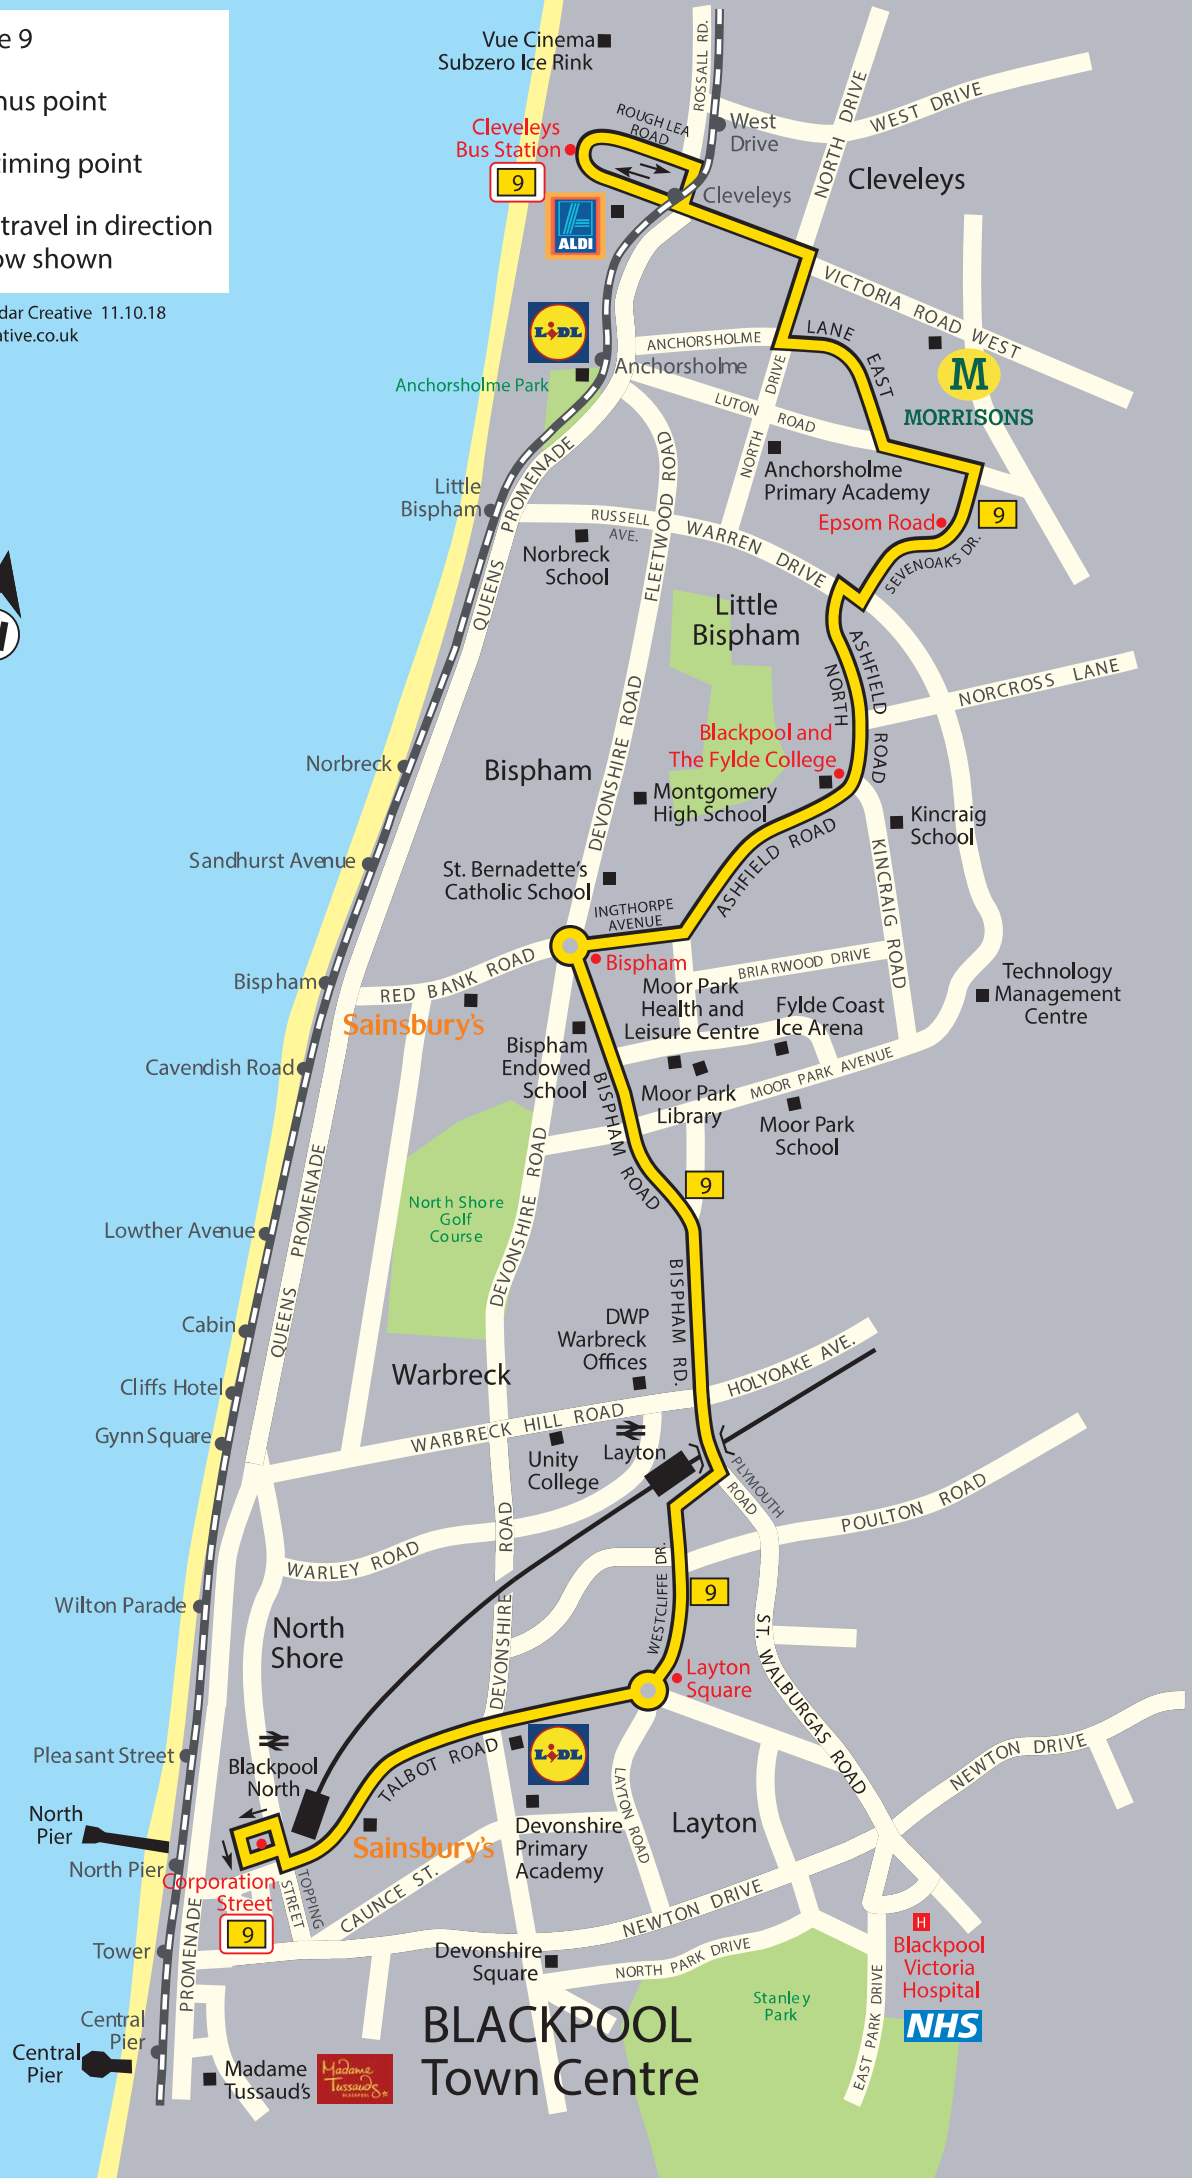 e 9
nus point
timing point
travel in direction
ow shown
dar Creative 11.10.18
ative.co.uk
Vue Cinema
Subzero Ice Rink
ROSSALL RD.
ROUGH LEA
ROAD
Cleveleys
Bus Station
9
West
Drive
WEST DRIVE
NORTH DRIVE
Cleveleys
Cleveleys
ALDI
VICTORIA ROAD WEST
LIDL
ANCHORSHOLME
LANE
EAST
Anchorsholme
Anchorsholme Park
M
MORRISONS
NORTH DRIVE
LUTON ROAD
Anchorsholme
Primary Academy
Epsom Road
9
Little
Bispham
QUEENS PROMENADE
FLEETWOOD ROAD
RUSSELL
AVE.
WARREN DRIVE
SEVENOAKS DR.
Norbreck
School
Little
Bispham
ASHFIELD ROAD
NORTH
NORCROSS LANE
DEVONSHIRE ROAD
Blackpool and
The Fylde College
Norbreck
Bispham
Montgomery
High School
Kincraig
School
KINCRAIG ROAD
ASHFIELD ROAD
Sandhurst Avenue
St. Bernadette's
Catholic School
INGTHORPE
AVENUE
Bispham
RED BANK ROAD
Bispham
BRIARWOOD DRIVE
Sainsbury's
Moor Park
Health and
Leisure Centre
Fylde Coast
Ice Arena
Technology
Management
Centre
Bispham
Endowed
School
Cavendish Road
MOOR PARK AVENUE
Moor Park
Library
Moor Park
School
BISPHAM ROAD
9
DEVONSHIRE ROAD
North Shore
Golf
Course
QUEENS PROMENADE
Lowther Avenue
BISPHAM RD.
Cabin
DWP
Warbreck
Offices
HOLYOAKE AVE.
Cliffs Hotel
Warbreck
Gynn Square
WARBRECK HILL ROAD
Unity
College
Layton
PLYMOUTH
ROAD
POULTON ROAD
DEVONSHIRE ROAD
WARLEY ROAD
WESTCLIFFE DR.
9
Wilton Parade
North
Shore
ST. WALBURGAS ROAD
Layton
Square
Pleasant Street
Blackpool
North
TALBOT ROAD
LIDL
NEWTON DRIVE
LAYTON ROAD
North
Pier
Sainsbury's
Devonshire
Primary
Academy
Layton
North Pier
Corporation
Street
TOPPING
STREET
9
CAUNCE ST.
NEWTON DRIVE
PROMENADE
Tower
Devonshire
Square
NORTH PARK DRIVE
H
Blackpool
Victoria
Hospital
NHS
Stanley
Park
EAST PARK DRIVE
Central
Pier
Central
Pier
BLACKPOOL
Town Centre
Madame
Tussaud's
Madame
Tussauds
BLACKPOOL